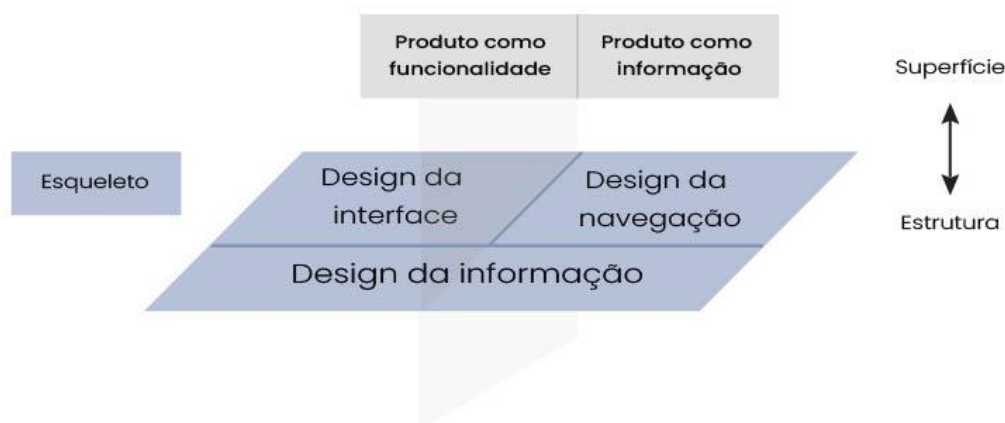 Produto como
funcionalidade
Produto como
informação
Superfície
Esqueleto
Design da
interface
Design da
navegação
Estrutura
Design da informação